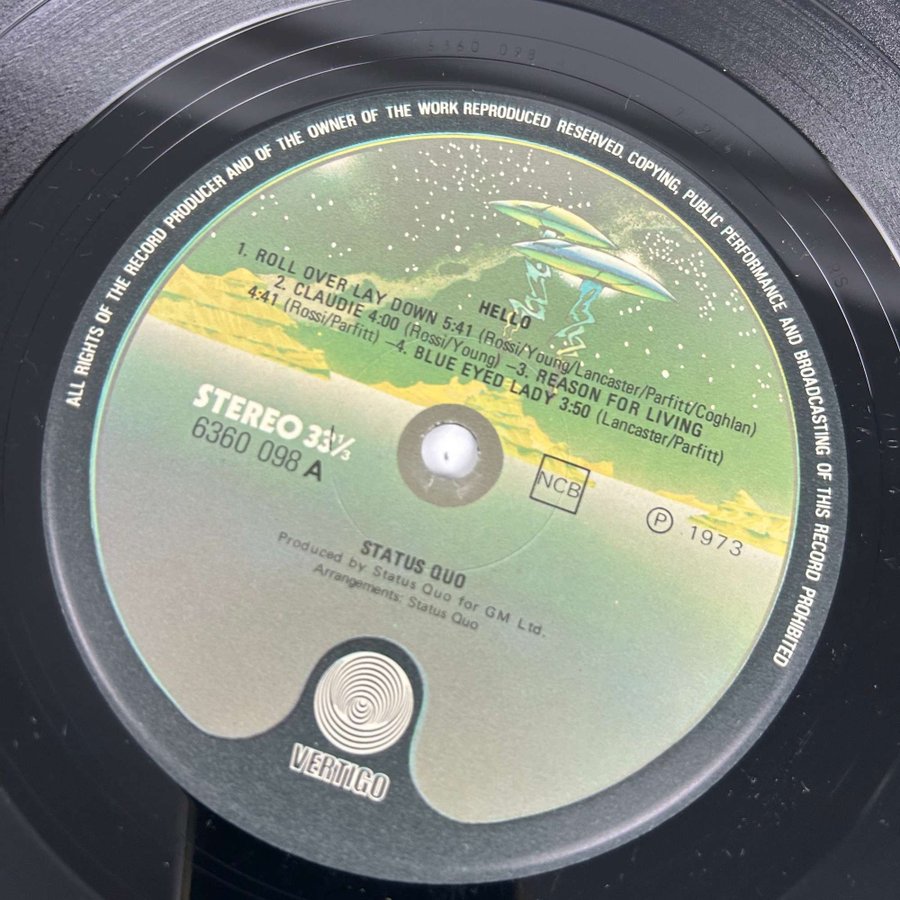 6360 098
ALL RIGHTS OF THE RECORD PRODUCER AND OF THE OWNER OF THE WORK REPRODUCED RESERVED. COPYING, PUBLIC PERFORMANCE AND BROADCASTING OF THIS RECORD PROHIBITED
HELLO
1. ROLL OVER LAY DOWN 5:41 (Rossi/Young/Lancaster/Parfitt/Coghlan)
2. CLAUDIE 4:00 (Rossi/Young) –3. REASON FOR LIVING
4:41 (Rossi/Parfitt) –4. BLUE EYED LADY 3:50 (Lancaster/Parfitt)
STEREO 33 1/3
6360 098 A
NCB
Ⓟ 1973
STATUS QUO
Produced by Status Quo for GM Ltd.
Arrangements: Status Quo
VERTIGO